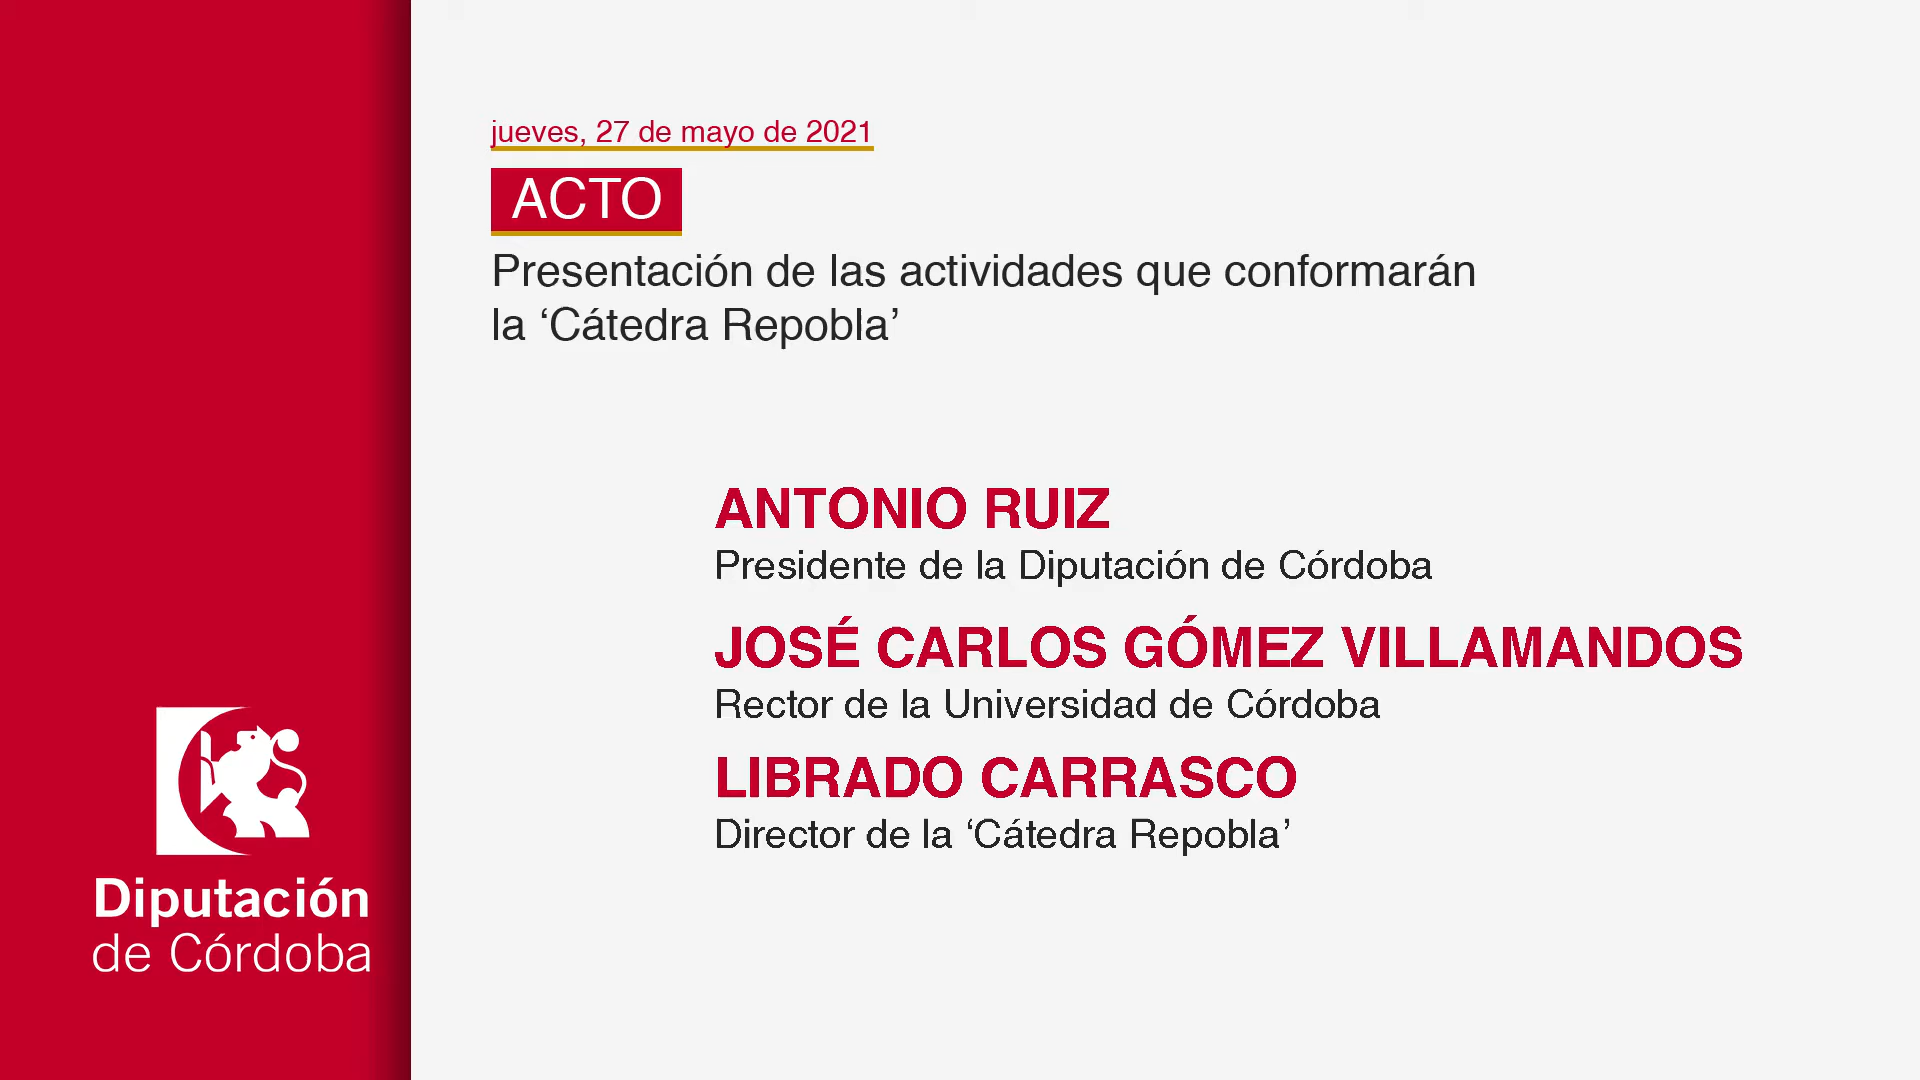 jueves, 27 de mayo de 2021
ACTO
Presentación de las actividades que conformarán
la ‘Cátedra Repobla’
ANTONIO RUIZ
Presidente de la Diputación de Córdoba
JOSÉ CARLOS GÓMEZ VILLAMANDOS
Rector de la Universidad de Córdoba
LIBRADO CARRASCO
Director de la ‘Cátedra Repobla’
Diputación
de Córdoba